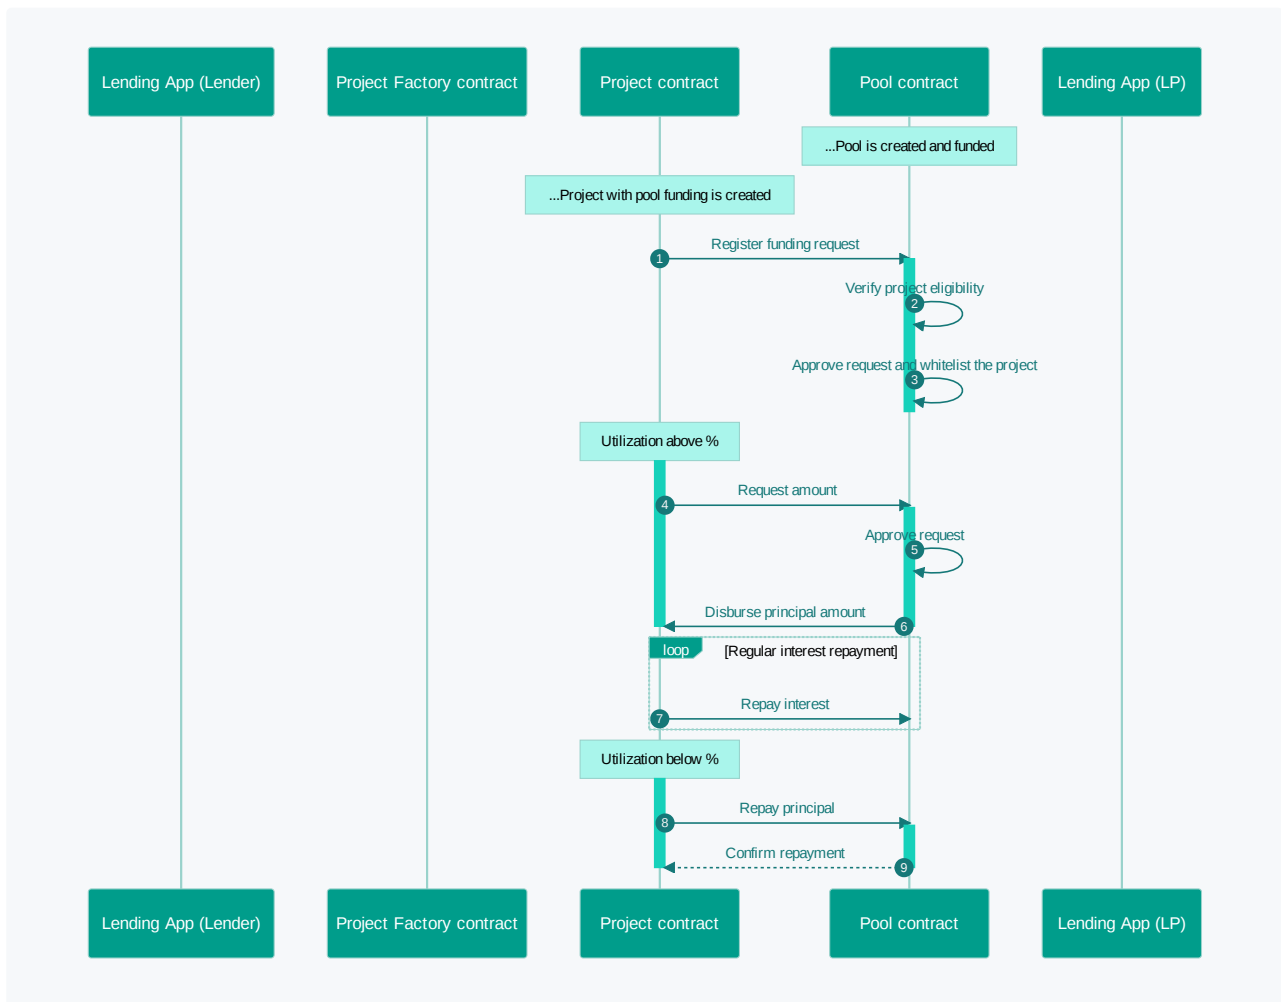 Lending App (Lender)
Project Factory contract
Project contract
Pool contract
Lending App (LP)
...Pool is created and funded
...Project with pool funding is created
Register funding request
1
Verify project eligibility
2
Approve request and whitelist the project
3
Utilization above %
Request amount
4
Approve request
5
Disburse principal amount
6
loop
[Regular interest repayment]
Repay interest
7
Utilization below %
Repay principal
8
Confirm repayment
9
Lending App (Lender)
Project Factory contract
Project contract
Pool contract
Lending App (LP)